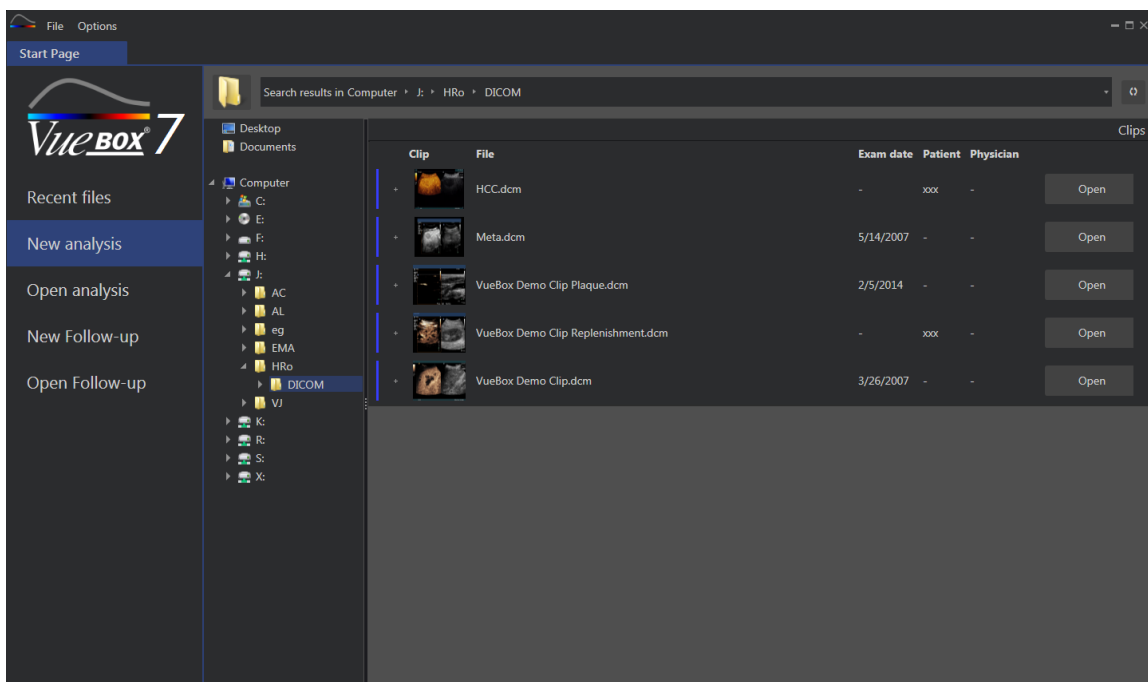 File Options
Start Page
VUEBOX® 7
Recent files
New analysis
Open analysis
New Follow-up
Open Follow-up
Search results in Computer J: HRo DICOM
Desktop
Documents
Computer
C:
E:
F:
H:
J:
AC
AL
eg
EMA
HRo
DICOM
VJ
K:
R:
S:
X:
Clips
Clip File Exam date Patient Physician
+ HCC.dcm - xxx - Open
+ Meta.dcm 5/14/2007 - - Open
+ VueBox Demo Clip Plaque.dcm 2/5/2014 - - Open
+ VueBox Demo Clip Replenishment.dcm - xxx - Open
+ VueBox Demo Clip.dcm 3/26/2007 - - Open